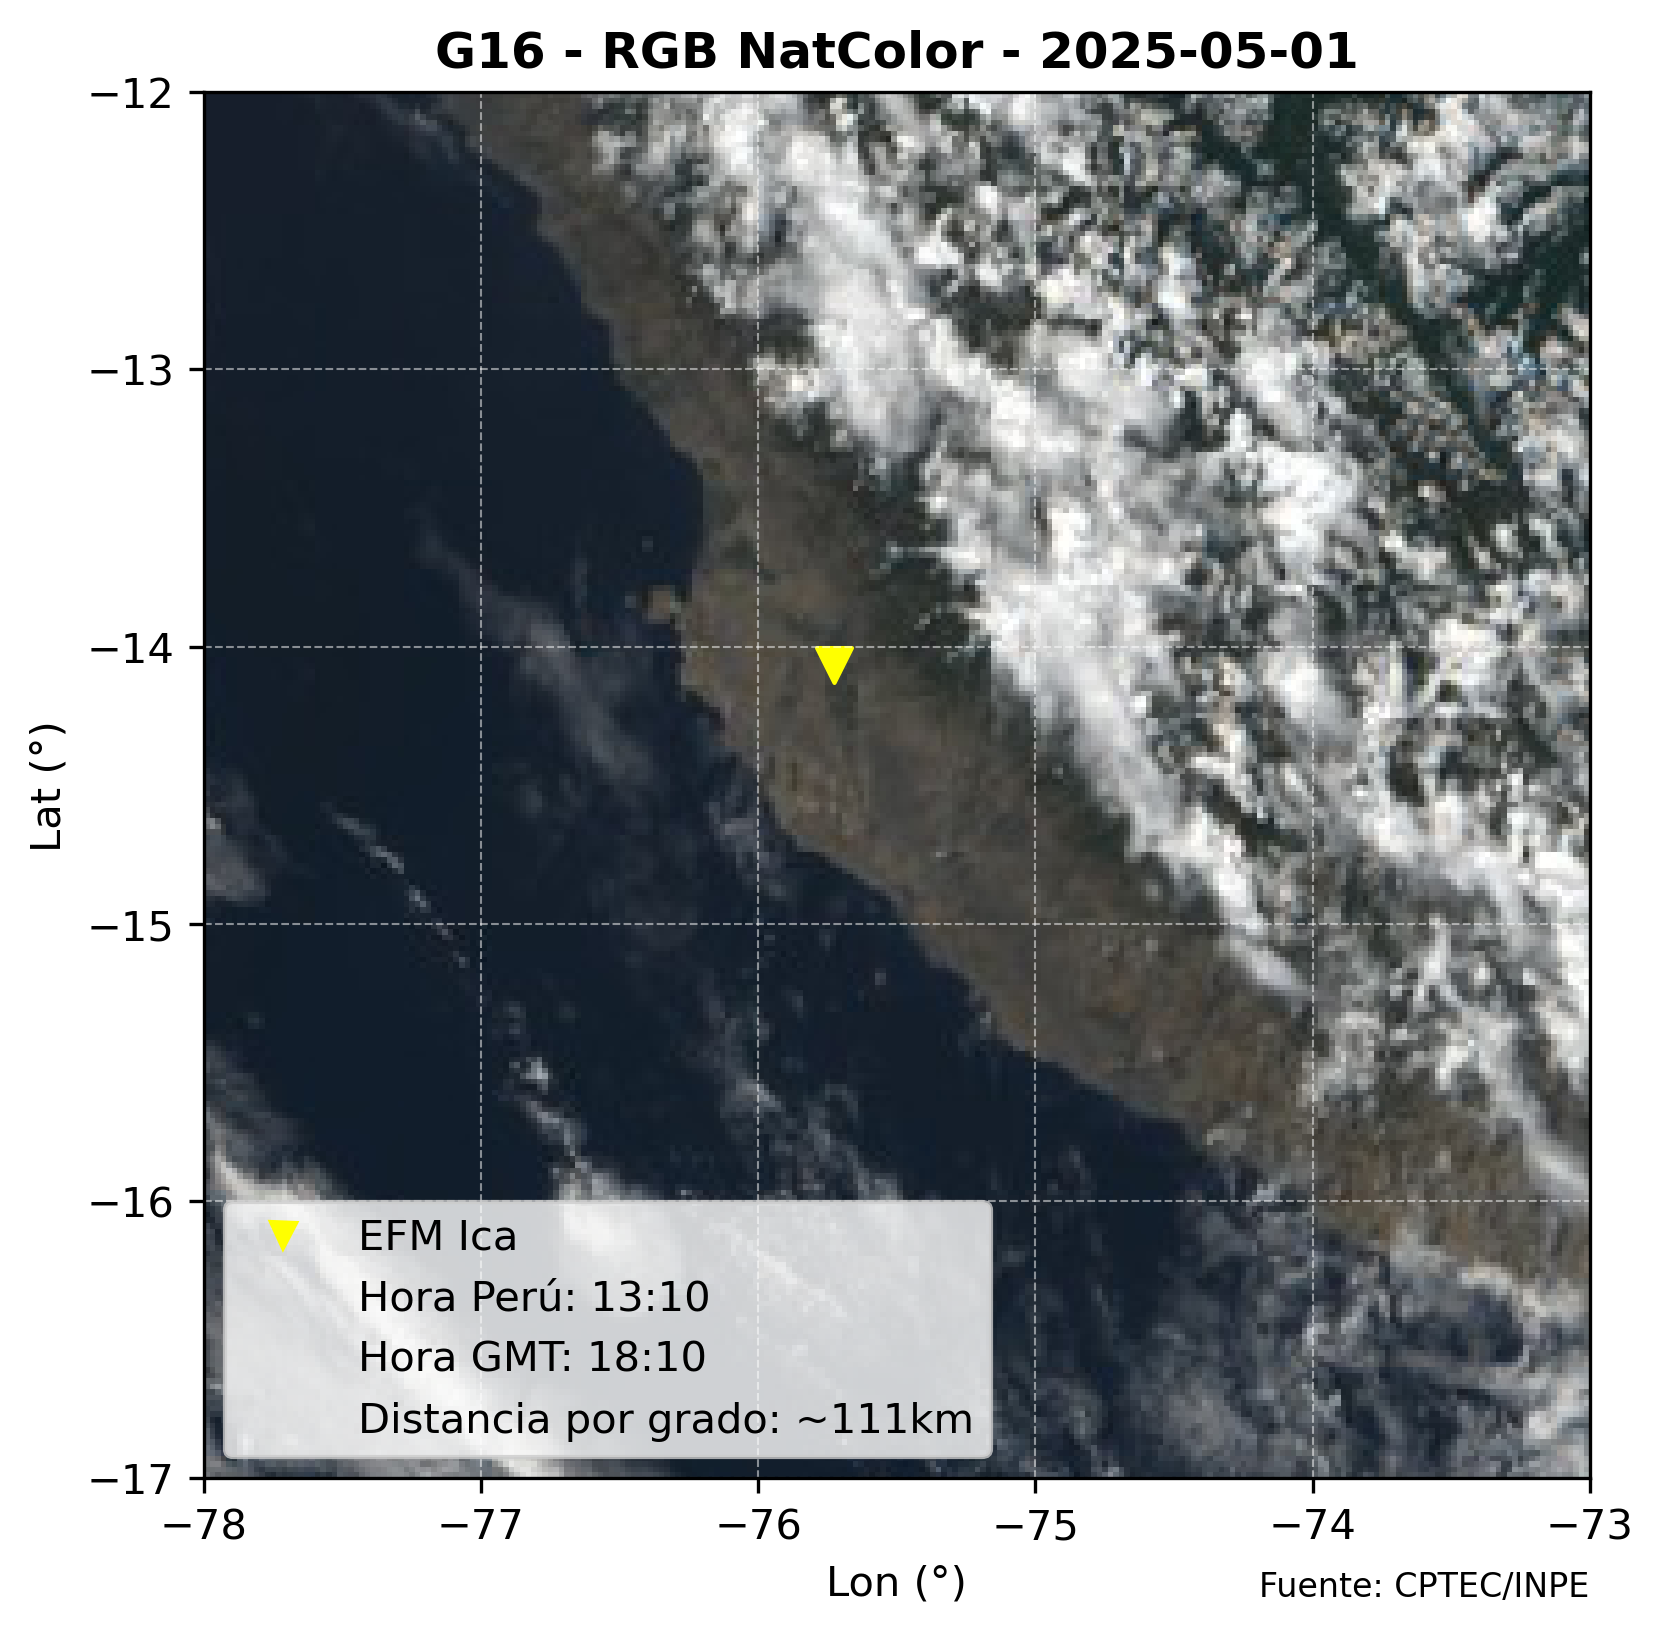 G16 - RGB NatColor - 2025-05-01
−12
−13
−14
−15
−16
−17
Lat (°)
EFM Ica
Hora Perú: 13:10
Hora GMT: 18:10
Distancia por grado: ~111km
−78 −77 −76 −75 −74 −73
Lon (°)
Fuente: CPTEC/INPE